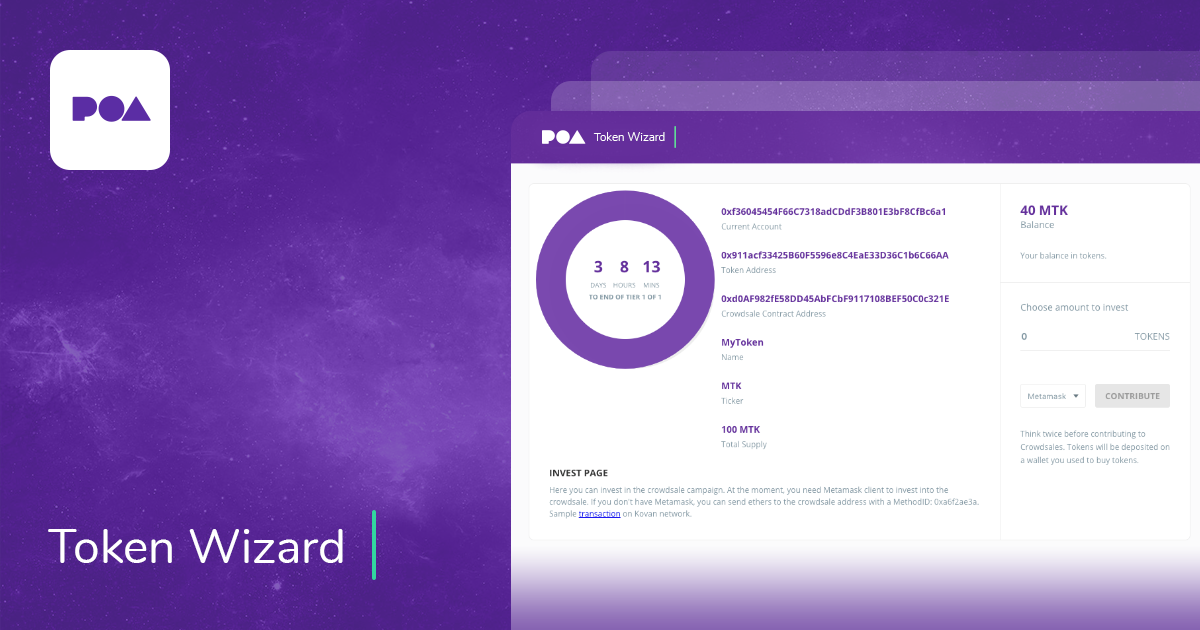 POA
Token Wizard
POA Token Wizard
3 8 13
DAYS HOURS MINS
TO END OF TIER 1 OF 1
0xf36045454F66C7318adCDdF3B801E3bF8CfBc6a1
Current Account
0x911acf33425B60F5596e8C4EaE33D36C1b6C66AA
Token Address
0xd0AF982fE58DD45AbFCbF9117108BEF50C0c321E
Crowdsale Contract Address
MyToken
Name
MTK
Ticker
100 MTK
Total Supply
INVEST PAGE
Here you can invest in the crowdsale campaign. At the moment, you need Metamask client to invest into the
crowdsale. If you don't have Metamask, you can send ethers to the crowdsale address with a MethodID: 0xa6f2ae3a.
Sample transaction on Kovan network.
40 MTK
Balance
Your balance in tokens.
Choose amount to invest
0 TOKENS
Metamask CONTRIBUTE
Think twice before contributing to
Crowdsales. Tokens will be deposited on
a wallet you used to buy tokens.